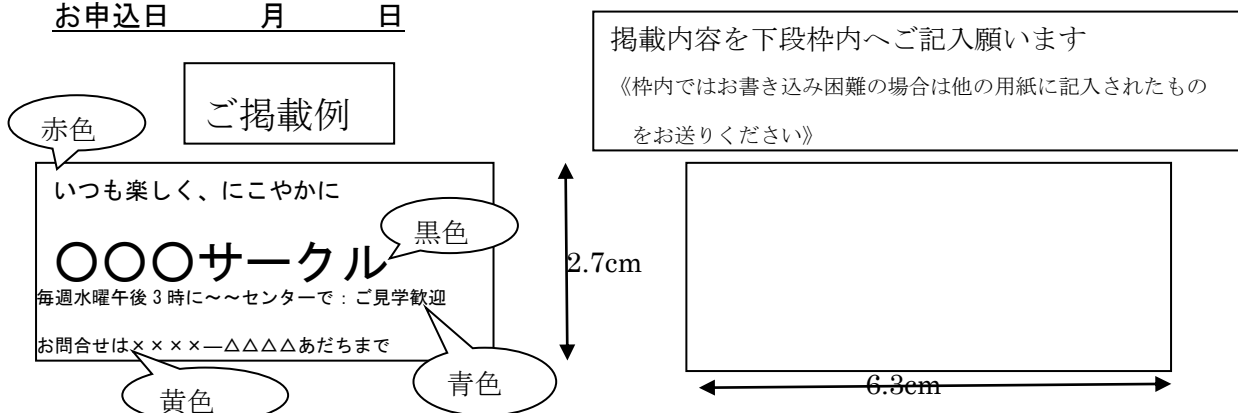 お申込日　　　月　　　日
掲載内容を下段枠内へご記入願います
《枠内ではお書き込み困難の場合は他の用紙に記入されたもの
をお送りください》
ご掲載例
赤色
いつも楽しく、にこやかに
黒色
〇〇〇サークル
2.7cm
毎週水曜午後3時に～～センターで：ご見学歓迎
お問合せは××××―△△△△あだちまで
青色
6.3cm
黄色